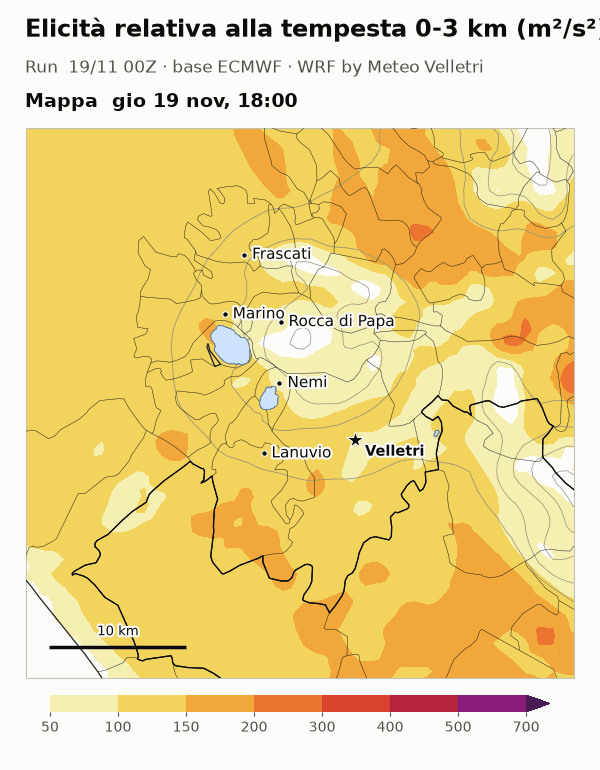 Elicità relativa alla tempesta 0-3 km (m²/s²)
Run 19/11 00Z · base ECMWF · WRF by Meteo Velletri
Mappa gio 19 nov, 18:00
Frascati
Marino
Rocca di Papa
Nemi
Lanuvio
Velletri
10 km
50 100 150 200 300 400 500 700